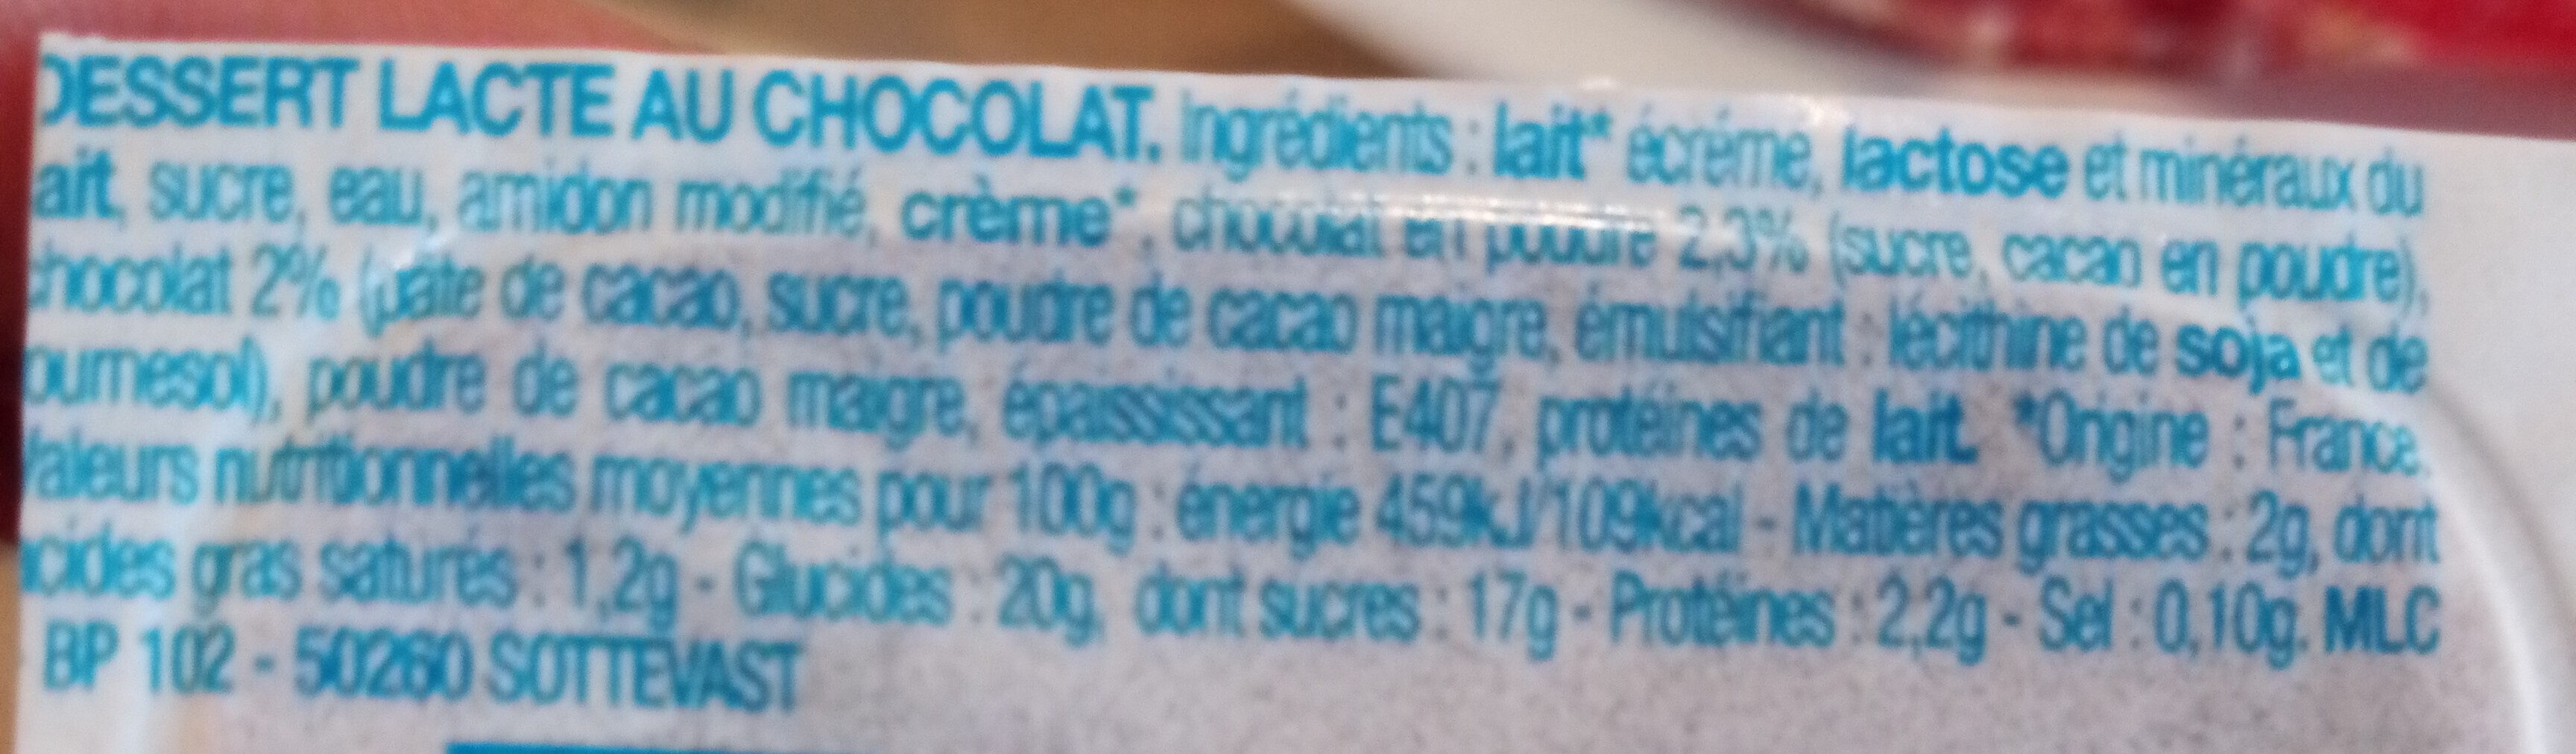 DESSERT LACTE AU CHOCOLAT. Ingrédients : lait* écrémé, lactose et minéraux du
lait, sucre, eau, amidon modifié, crème*, chocolat en poudre 2,3% (sucre, cacao en poudre),
chocolat 2% (pâte de cacao, sucre, poudre de cacao maigre, émulsifiant : lécithine de soja et de
tournesol), poudre de cacao maigre, épaississant : E407, protéines de lait. *Origine : France.
Valeurs nutritionnelles moyennes pour 100g : énergie 459kJ/109kcal - Matières grasses : 2g, dont
acides gras saturés : 1,2g - Glucides : 20g, dont sucres : 17g - Protéines : 2,2g - Sel : 0,10g. MLC
BP 102 - 50260 SOTTEVAST